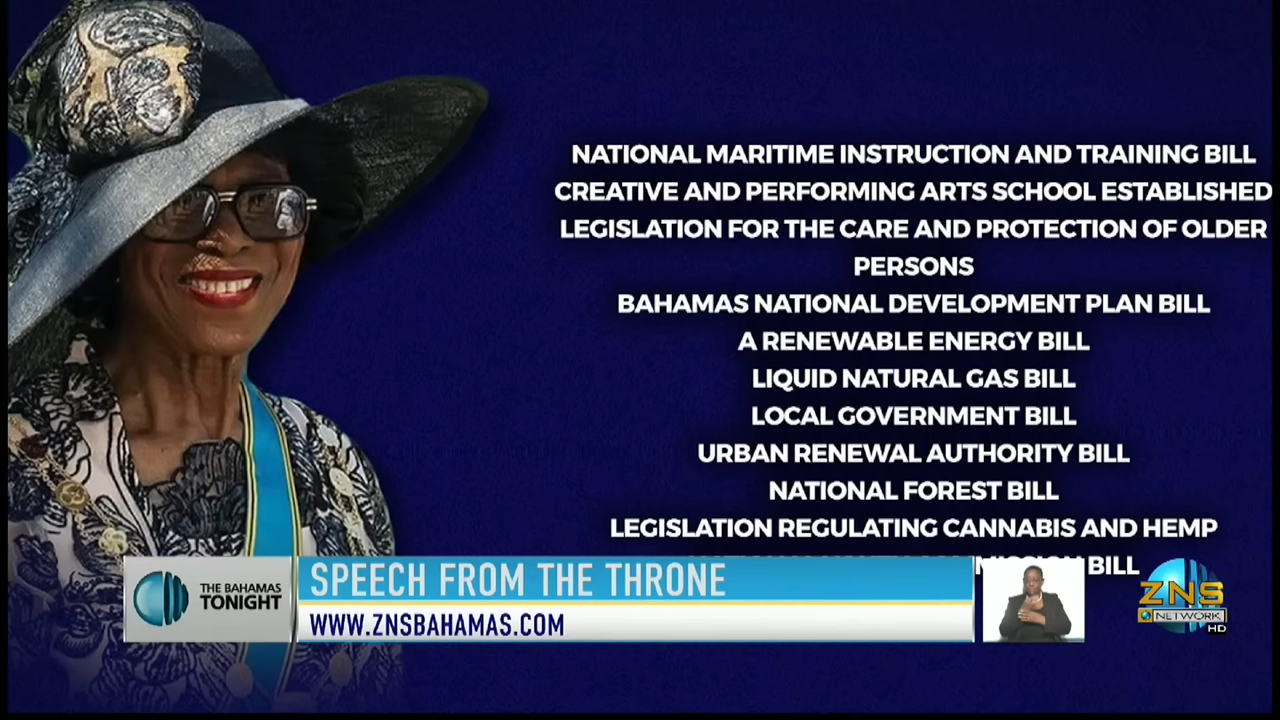 NATIONAL MARITIME INSTRUCTION AND TRAINING BILL
CREATIVE AND PERFORMING ARTS SCHOOL ESTABLISHED
LEGISLATION FOR THE CARE AND PROTECTION OF OLDER
PERSONS
BAHAMAS NATIONAL DEVELOPMENT PLAN BILL
A RENEWABLE ENERGY BILL
LIQUID NATURAL GAS BILL
LOCAL GOVERNMENT BILL
URBAN RENEWAL AUTHORITY BILL
NATIONAL FOREST BILL
LEGISLATION REGULATING CANNABIS AND HEMP
BILL
THE BAHAMAS
TONIGHT
SPEECH FROM THE THRONE
WWW.ZNSBAHAMAS.COM
ZNS
NETWORK
HD